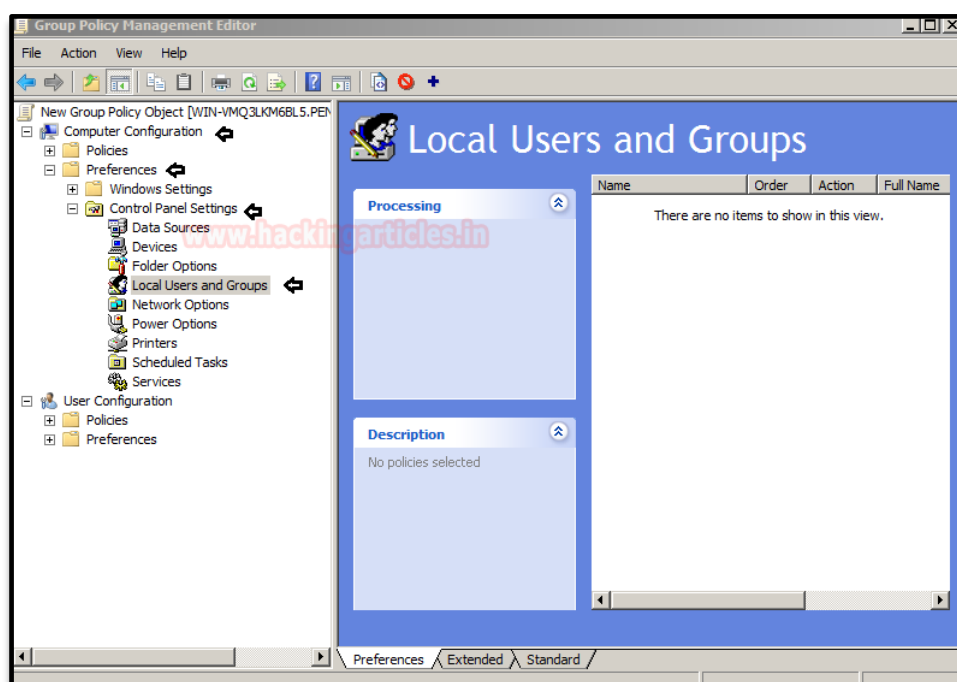 Group Policy Management Editor
File Action View Help
New Group Policy Object [WIN-VMQ3LKM6BL5.PEN
Computer Configuration
Policies
Preferences
Windows Settings
Control Panel Settings
Data Sources
Devices
Folder Options
Local Users and Groups
Network Options
Power Options
Printers
Scheduled Tasks
Services
User Configuration
Policies
Preferences
www.hackingarticles.in
Local Users and Groups
Processing
Description
No policies selected
Name Order Action Full Name
There are no items to show in this view.
Preferences Extended Standard